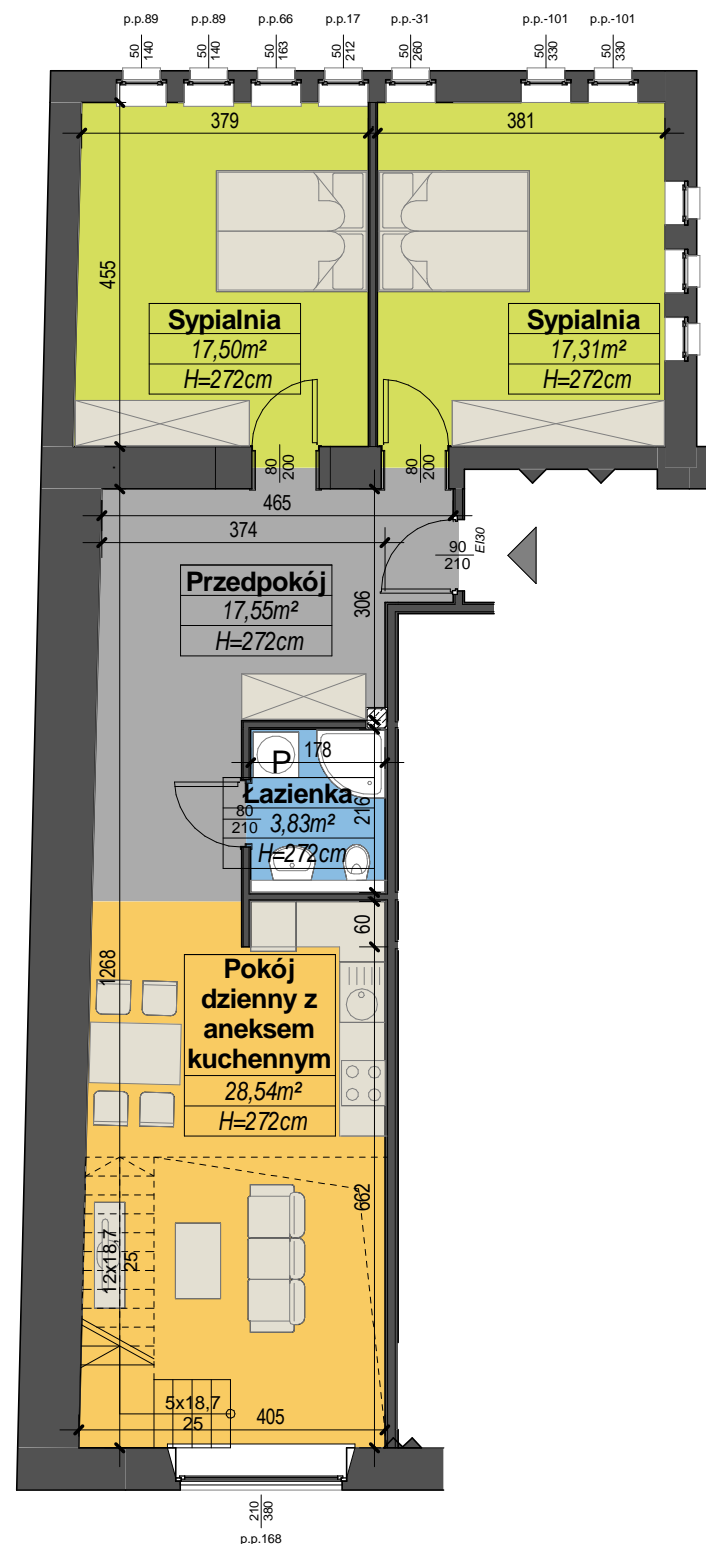 p.p.89 p.p.89 p.p.66 p.p.17 p.p.-31 p.p.-101 p.p.-101
50 50 50 50 50 50 50
140 140 163 212 260 330 330
379 381
455
Sypialnia
17,50m²
H=272cm
Sypialnia
17,31m²
H=272cm
80
200
80
200
465
374
90
210
EI30
Przedpokój
17,55m²
H=272cm
306
P
178
Łazienka
3,83m²
H=272cm
80
210
216
60
1268
Pokój
dzienny z
aneksem
kuchennym
28,54m²
H=272cm
662
12x18,7
25
5x18,7
25
405
210
380
p.p.168